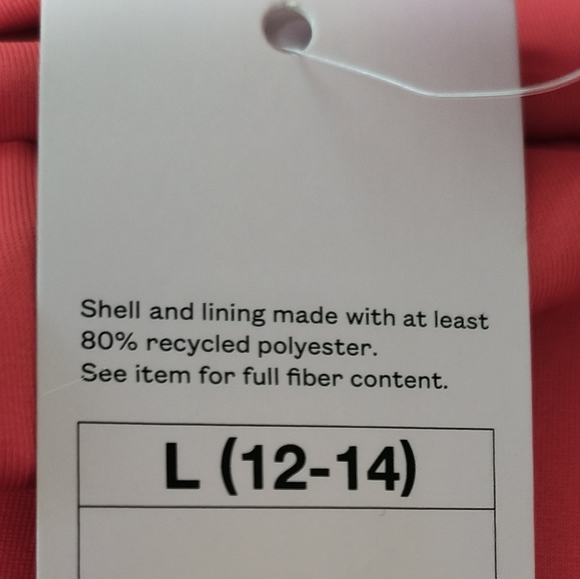 Shell and lining made with at least
80% recycled polyester.
See item for full fiber content.
L (12-14)